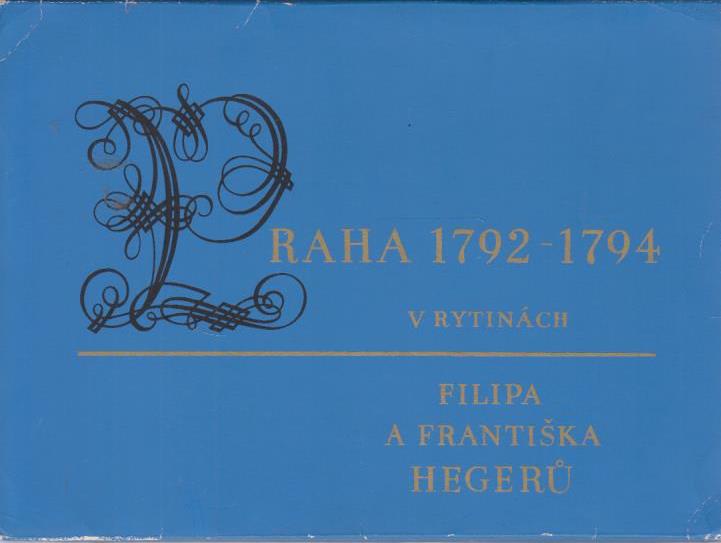 PRAHA 1792-1794
V RYTINÁCH
FILIPA
A FRANTIŠKA
HEGERŮ